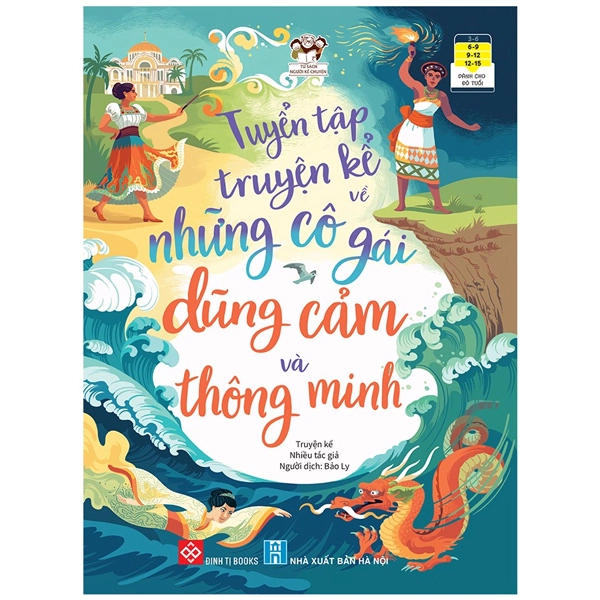 TỦ SÁCH
NGƯỜI KỂ CHUYỆN
3-6
6-9
9-12
12-15
DÀNH CHO
ĐỘ TUỔI
Tuyển tập
truyện kể
về
những cô gái
dũng cảm
và
thông minh
Truyện kể
Nhiều tác giả
Người dịch: Bảo Ly
ĐINH TỊ BOOKS
NHÀ XUẤT BẢN HÀ NỘI